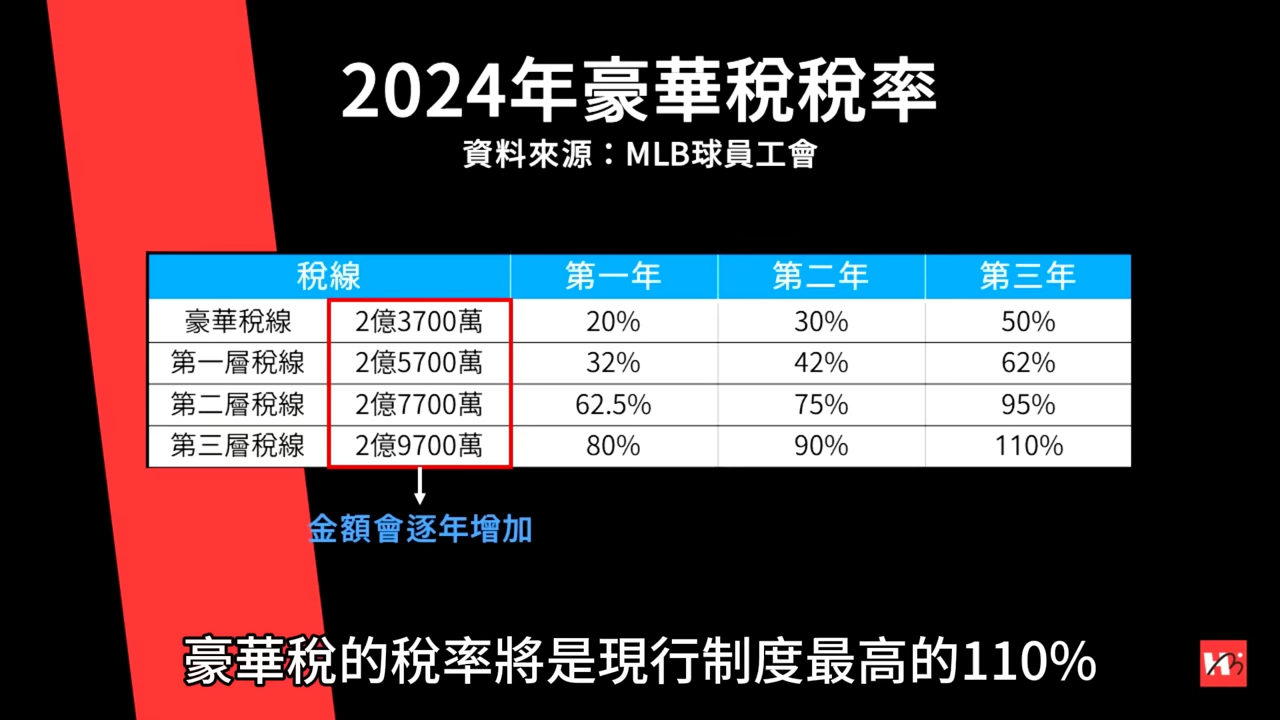 2024年豪華稅稅率
資料來源：MLB球員工會
稅線 第一年 第二年 第三年
豪華稅線 2億3700萬 20% 30% 50%
第一層稅線 2億5700萬 32% 42% 62%
第二層稅線 2億7700萬 62.5% 75% 95%
第三層稅線 2億9700萬 80% 90% 110%
金額會逐年增加
豪華稅的稅率將是現行制度最高的110%